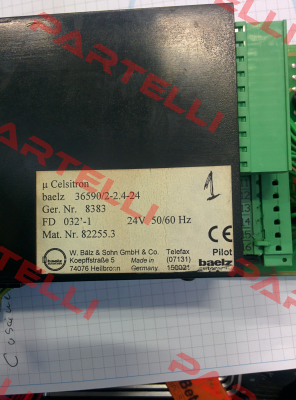 PARTELLI
µ Celsitron
baelz 36590/2-2.4-24
Ger. Nr. 8383
FD 032'-1 24V 50/60 Hz
Mat. Nr. 82255.3
1
CE
W. Bälz & Sohn GmbH & Co. Telefax Pilot
Koepffstraße 5 Made in (07131) baelz
74076 Heilbronn Germany 150021